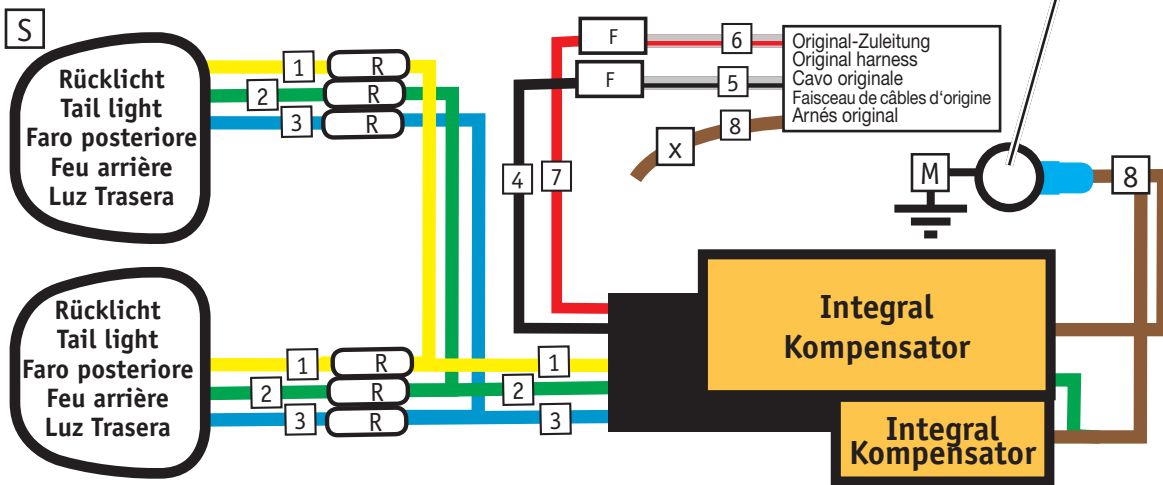 S
Rücklicht
Tail light
Faro posteriore
Feu arrière
Luz Trasera
1
R
2
R
3
R
F
6
F
5
Original-Zuleitung
Original harness
Cavo originale
Faisceau de câbles d‘origine
Arnés original
8
X
4
7
M
8
Rücklicht
Tail light
Faro posteriore
Feu arrière
Luz Trasera
1
R
1
2
R
2
3
R
3
Integral
Kompensator
Integral
Kompensator